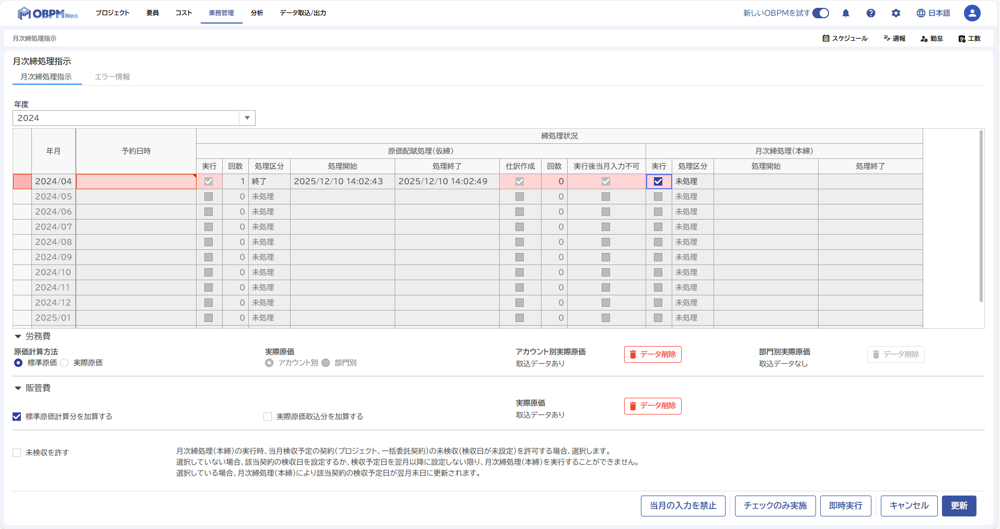 OBPM Neo プロジェクト 要員 コスト 業務管理 分析 データ取込/出力 新しいOBPMを試す 日本語
月次締処理指示 スケジュール 週報 勤怠 工数
月次締処理指示
月次締処理指示 エラー情報
年度
2024
締処理状況
年月 予約日時 原価配賦処理(仮締) 月次締処理(本締)
実行 回数 処理区分 処理開始 処理終了 仕訳作成 回数 実行後当月入力不可 実行 処理区分 処理開始 処理終了
2024/04 1 終了 2025/12/10 14:02:43 2025/12/10 14:02:49 0 未処理
2024/05 0 未処理 0 未処理
2024/06 0 未処理 0 未処理
2024/07 0 未処理 0 未処理
2024/08 0 未処理 0 未処理
2024/09 0 未処理 0 未処理
2024/10 0 未処理 0 未処理
2024/11 0 未処理 0 未処理
2024/12 0 未処理 0 未処理
2025/01 0 未処理 0 未処理
労務費
原価計算方法 実際原価 アカウント別実際原価 データ削除 部門別実際原価 データ削除
標準原価 実際原価 アカウント別 部門別 取込データあり 取込データなし
販管費
実際原価 データ削除
標準原価計算分を加算する 実際原価取込分を加算する 取込データあり
未検収を許す 月次締処理(本締)の実行時、当月検収予定の契約(プロジェクト、一括委託契約)の未検収(検収日が未設定)を許可する場合、選択します。
選択していない場合、該当契約の検収日を設定するか、検収予定日を翌月以降に設定しない限り、月次締処理(本締)を実行することができません。
選択している場合、月次締処理(本締)により該当契約の検収予定日が翌月末日に更新されます。
当月の入力を禁止 チェックのみ実施 即時実行 キャンセル 更新